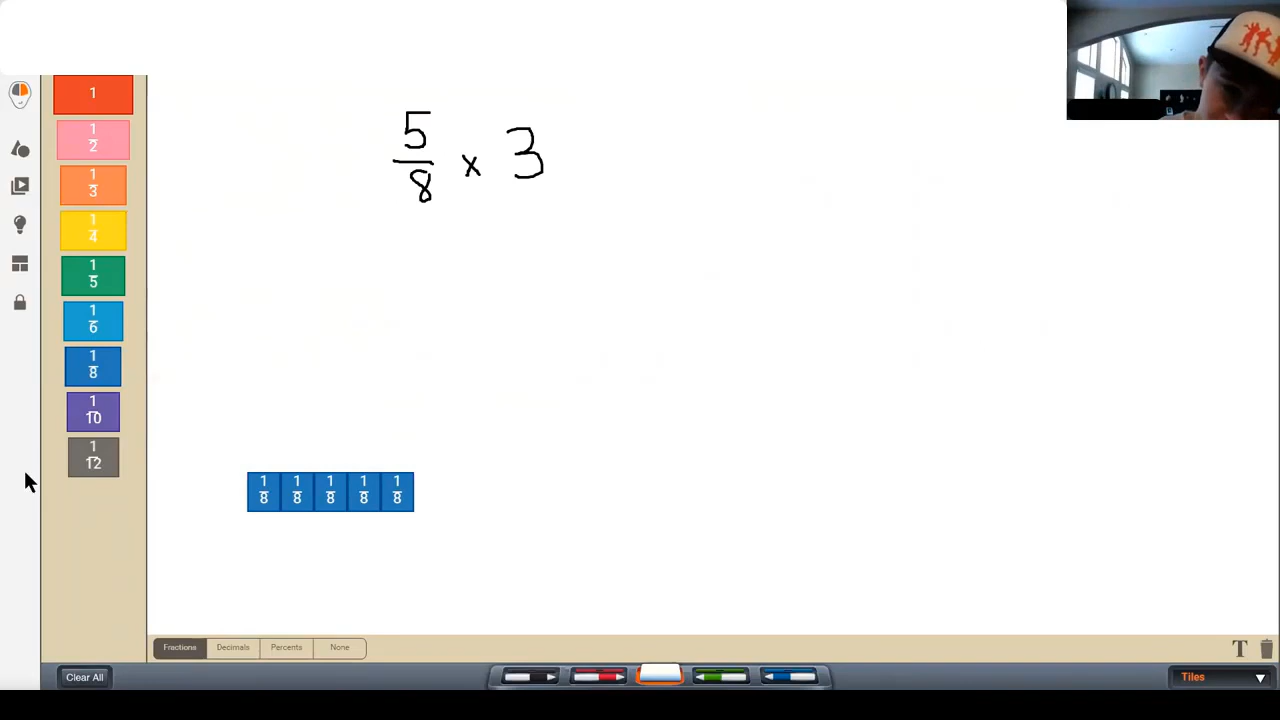 1
1/2
1/3
1/4
1/5
1/6
1/8
1/10
1/12
5/8 x 3
1/8 1/8 1/8 1/8 1/8
Fractions Decimals Percents None
T
Clear All
Tiles